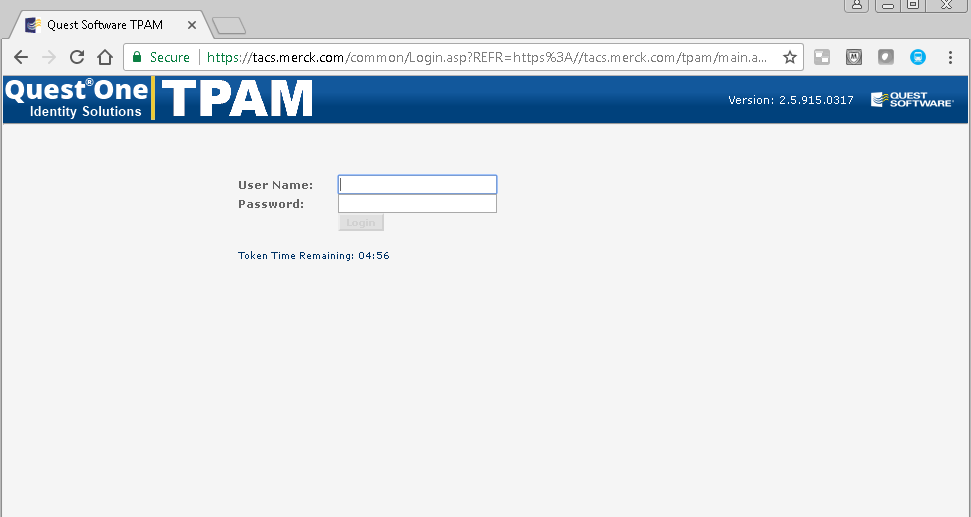 Quest Software TPAM
Secure
https://tacs.merck.com/common/Login.asp?REFR=https%3A//tacs.merck.com/tpam/main.a...
Quest®One
Identity Solutions
TPAM
Version: 2.5.915.0317
QUEST
SOFTWARE®
User Name:
Password:
Login
Token Time Remaining: 04:56